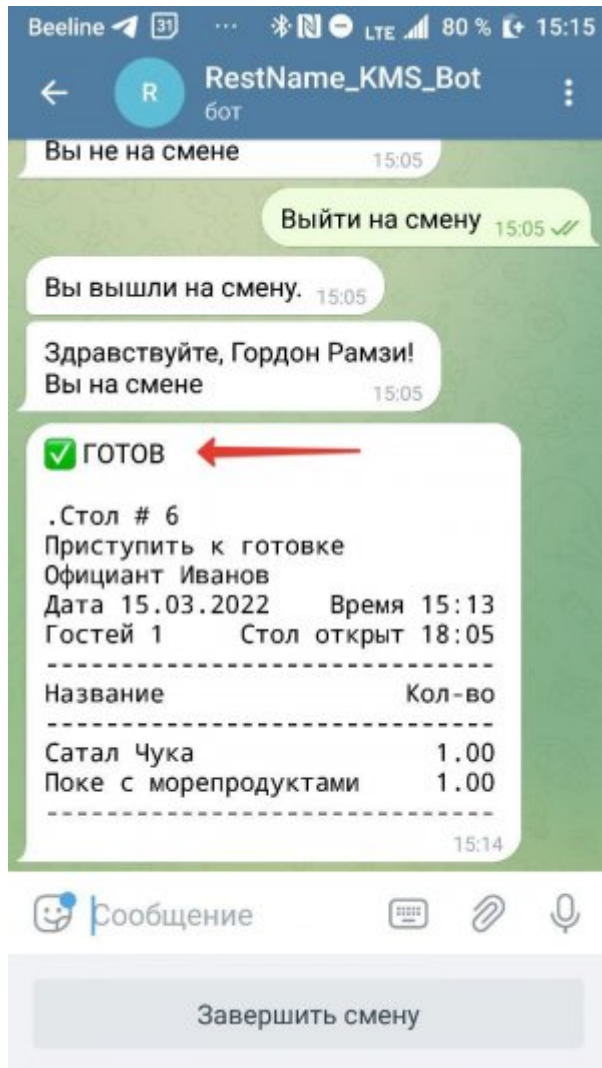 Beeline 31 ... LTE 80 % 15:15
R
RestName_KMS_Bot
бот
Вы не на смене 15:05
Выйти на смену 15:05
Вы вышли на смену. 15:05
Здравствуйте, Гордон Рамзи!
Вы на смене 15:05
✅ ГОТОВ
.Стол # 6
Приступить к готовке
Официант Иванов
Дата 15.03.2022 Время 15:13
Гостей 1 Стол открыт 18:05
-------------------------------
Название Кол-во
-------------------------------
Сатал Чука 1.00
Поке с морепродуктами 1.00
-------------------------------
15:14
Сообщение
Завершить смену